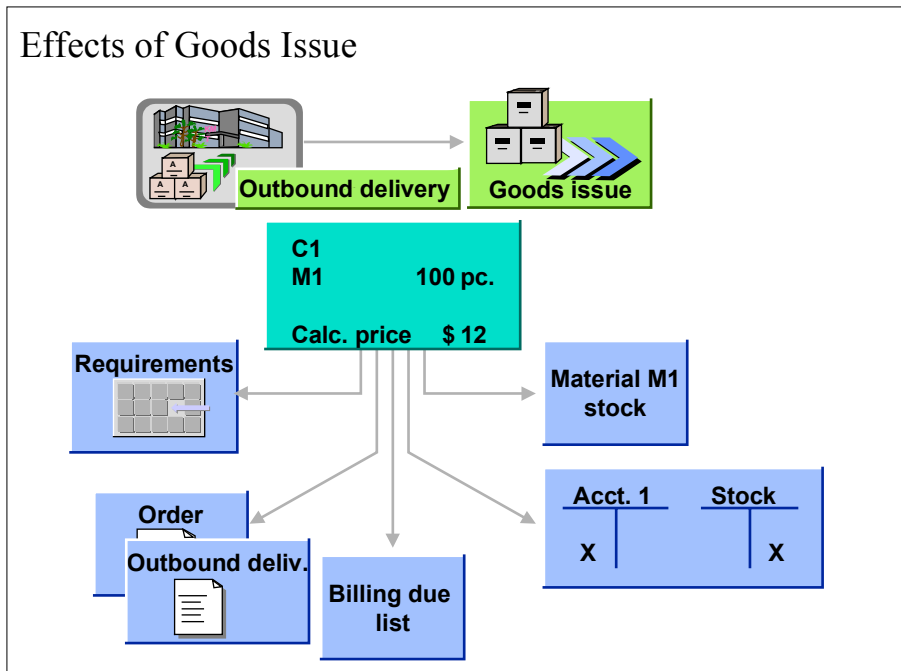 Effects of Goods Issue
A
A A
Outbound delivery
Goods issue
C1
M1 100 pc.
Calc. price $ 12
Requirements
Material M1
stock
Order
Outbound deliv.
Billing due
list
Acct. 1 Stock
X X